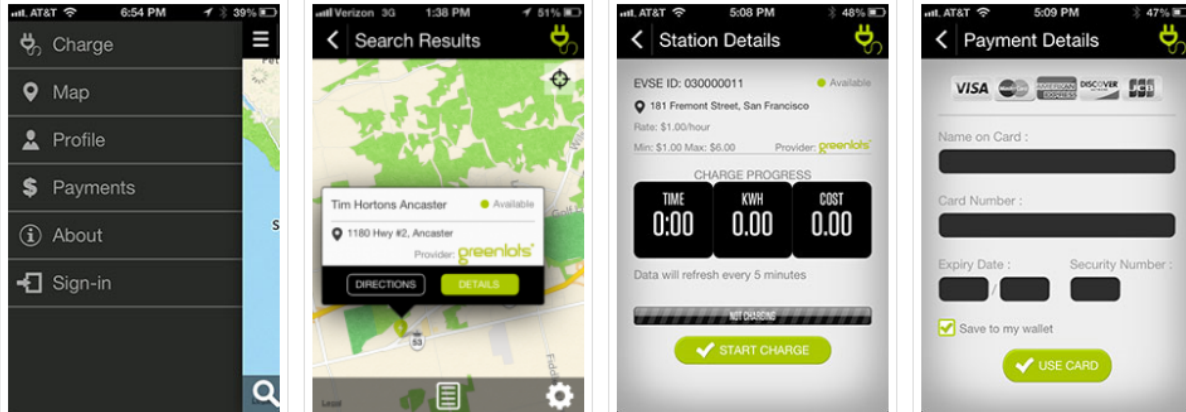 AT&T 6:54 PM 39%
Charge
Map
Profile
$ Payments
About
Sign-in
Verizon 3G 1:38 PM 51%
Search Results
Tim Hortons Ancaster Available
1180 Hwy #2, Ancaster
Provider: greenlots
DIRECTIONS DETAILS
53
Legal
AT&T 5:08 PM 48%
Station Details
EVSE ID: 030000011 Available
181 Fremont Street, San Francisco
Rate: $1.00/hour
Min: $1.00 Max: $6.00 Provider: greenlots
CHARGE PROGRESS
TIME KWH COST
0:00 0.00 0.00
Data will refresh every 5 minutes
NOT CHARGING
START CHARGE
AT&T 5:09 PM 47%
Payment Details
VISA MasterCard AMERICAN EXPRESS DISCOVER JCB
Name on Card :
Card Number :
Expiry Date : Security Number :
/
Save to my wallet
USE CARD